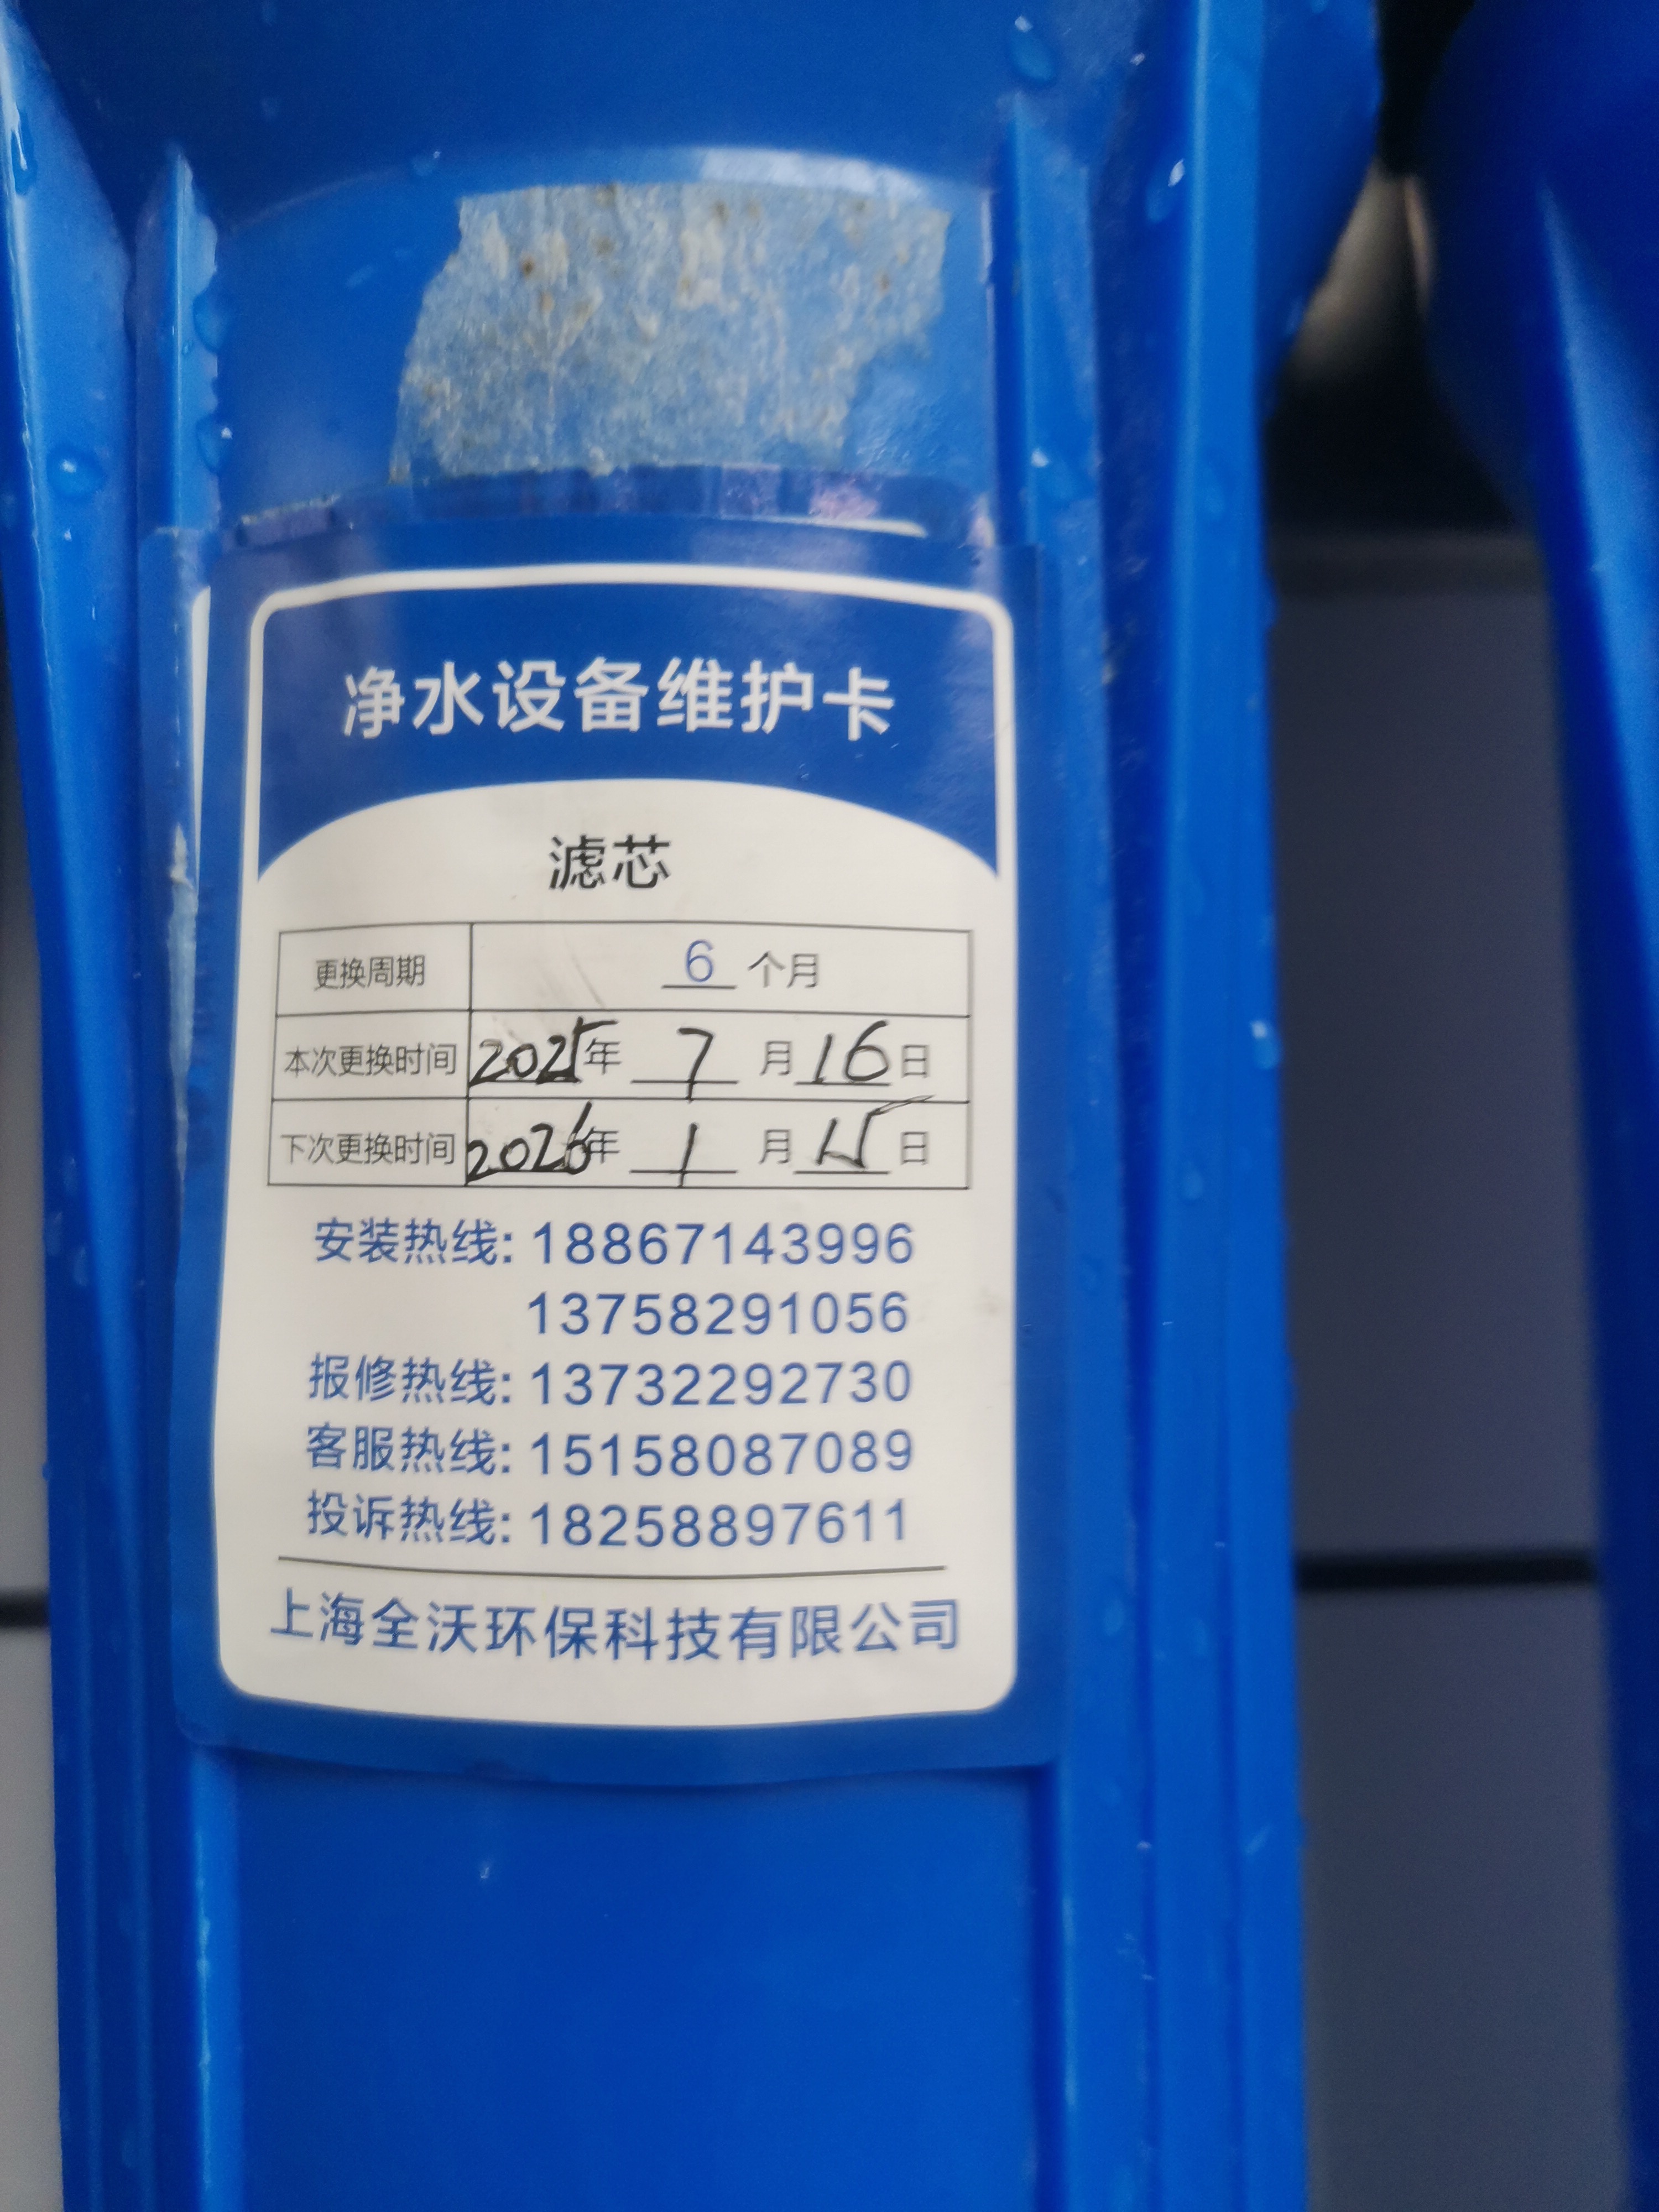 净水设备维护卡
滤芯
更换周期 6 个月
本次更换时间 2025年 7 月 16 日
下次更换时间 2026年 1 月 15 日
安装热线: 18867143996
13758291056
报修热线: 13732292730
客服热线: 15158087089
投诉热线: 18258897611
上海全沃环保科技有限公司